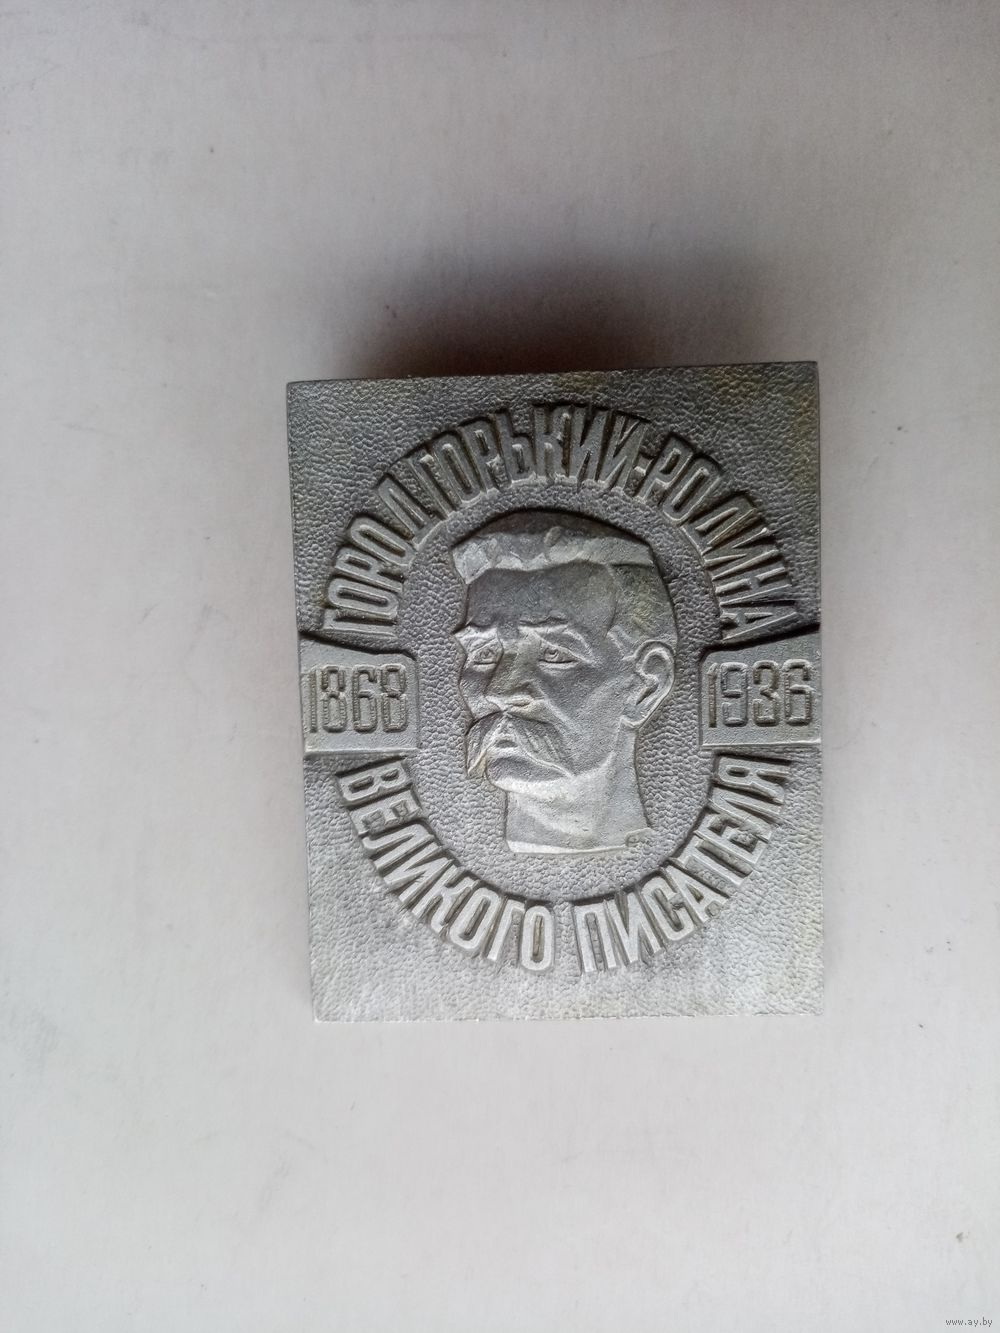 ГОРОД ГОРЬКИЙ-РОДИНА
1868
1936
ВЕЛИКОГО ПИСАТЕЛЯ
www.ay.by